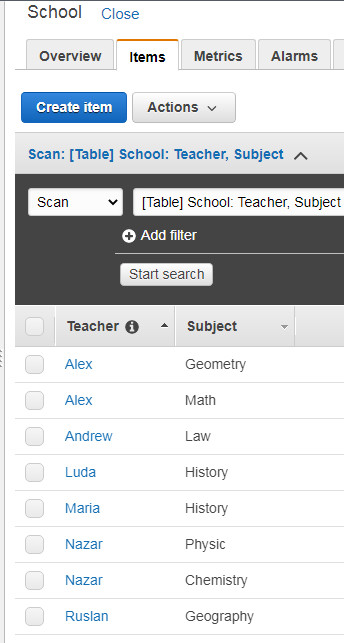 School Close
Overview Items Metrics Alarms
Create item Actions
Scan: [Table] School: Teacher, Subject
Scan [Table] School: Teacher, Subject
Add filter
Start search
Teacher Subject
Alex Geometry
Alex Math
Andrew Law
Luda History
Maria History
Nazar Physic
Nazar Chemistry
Ruslan Geography